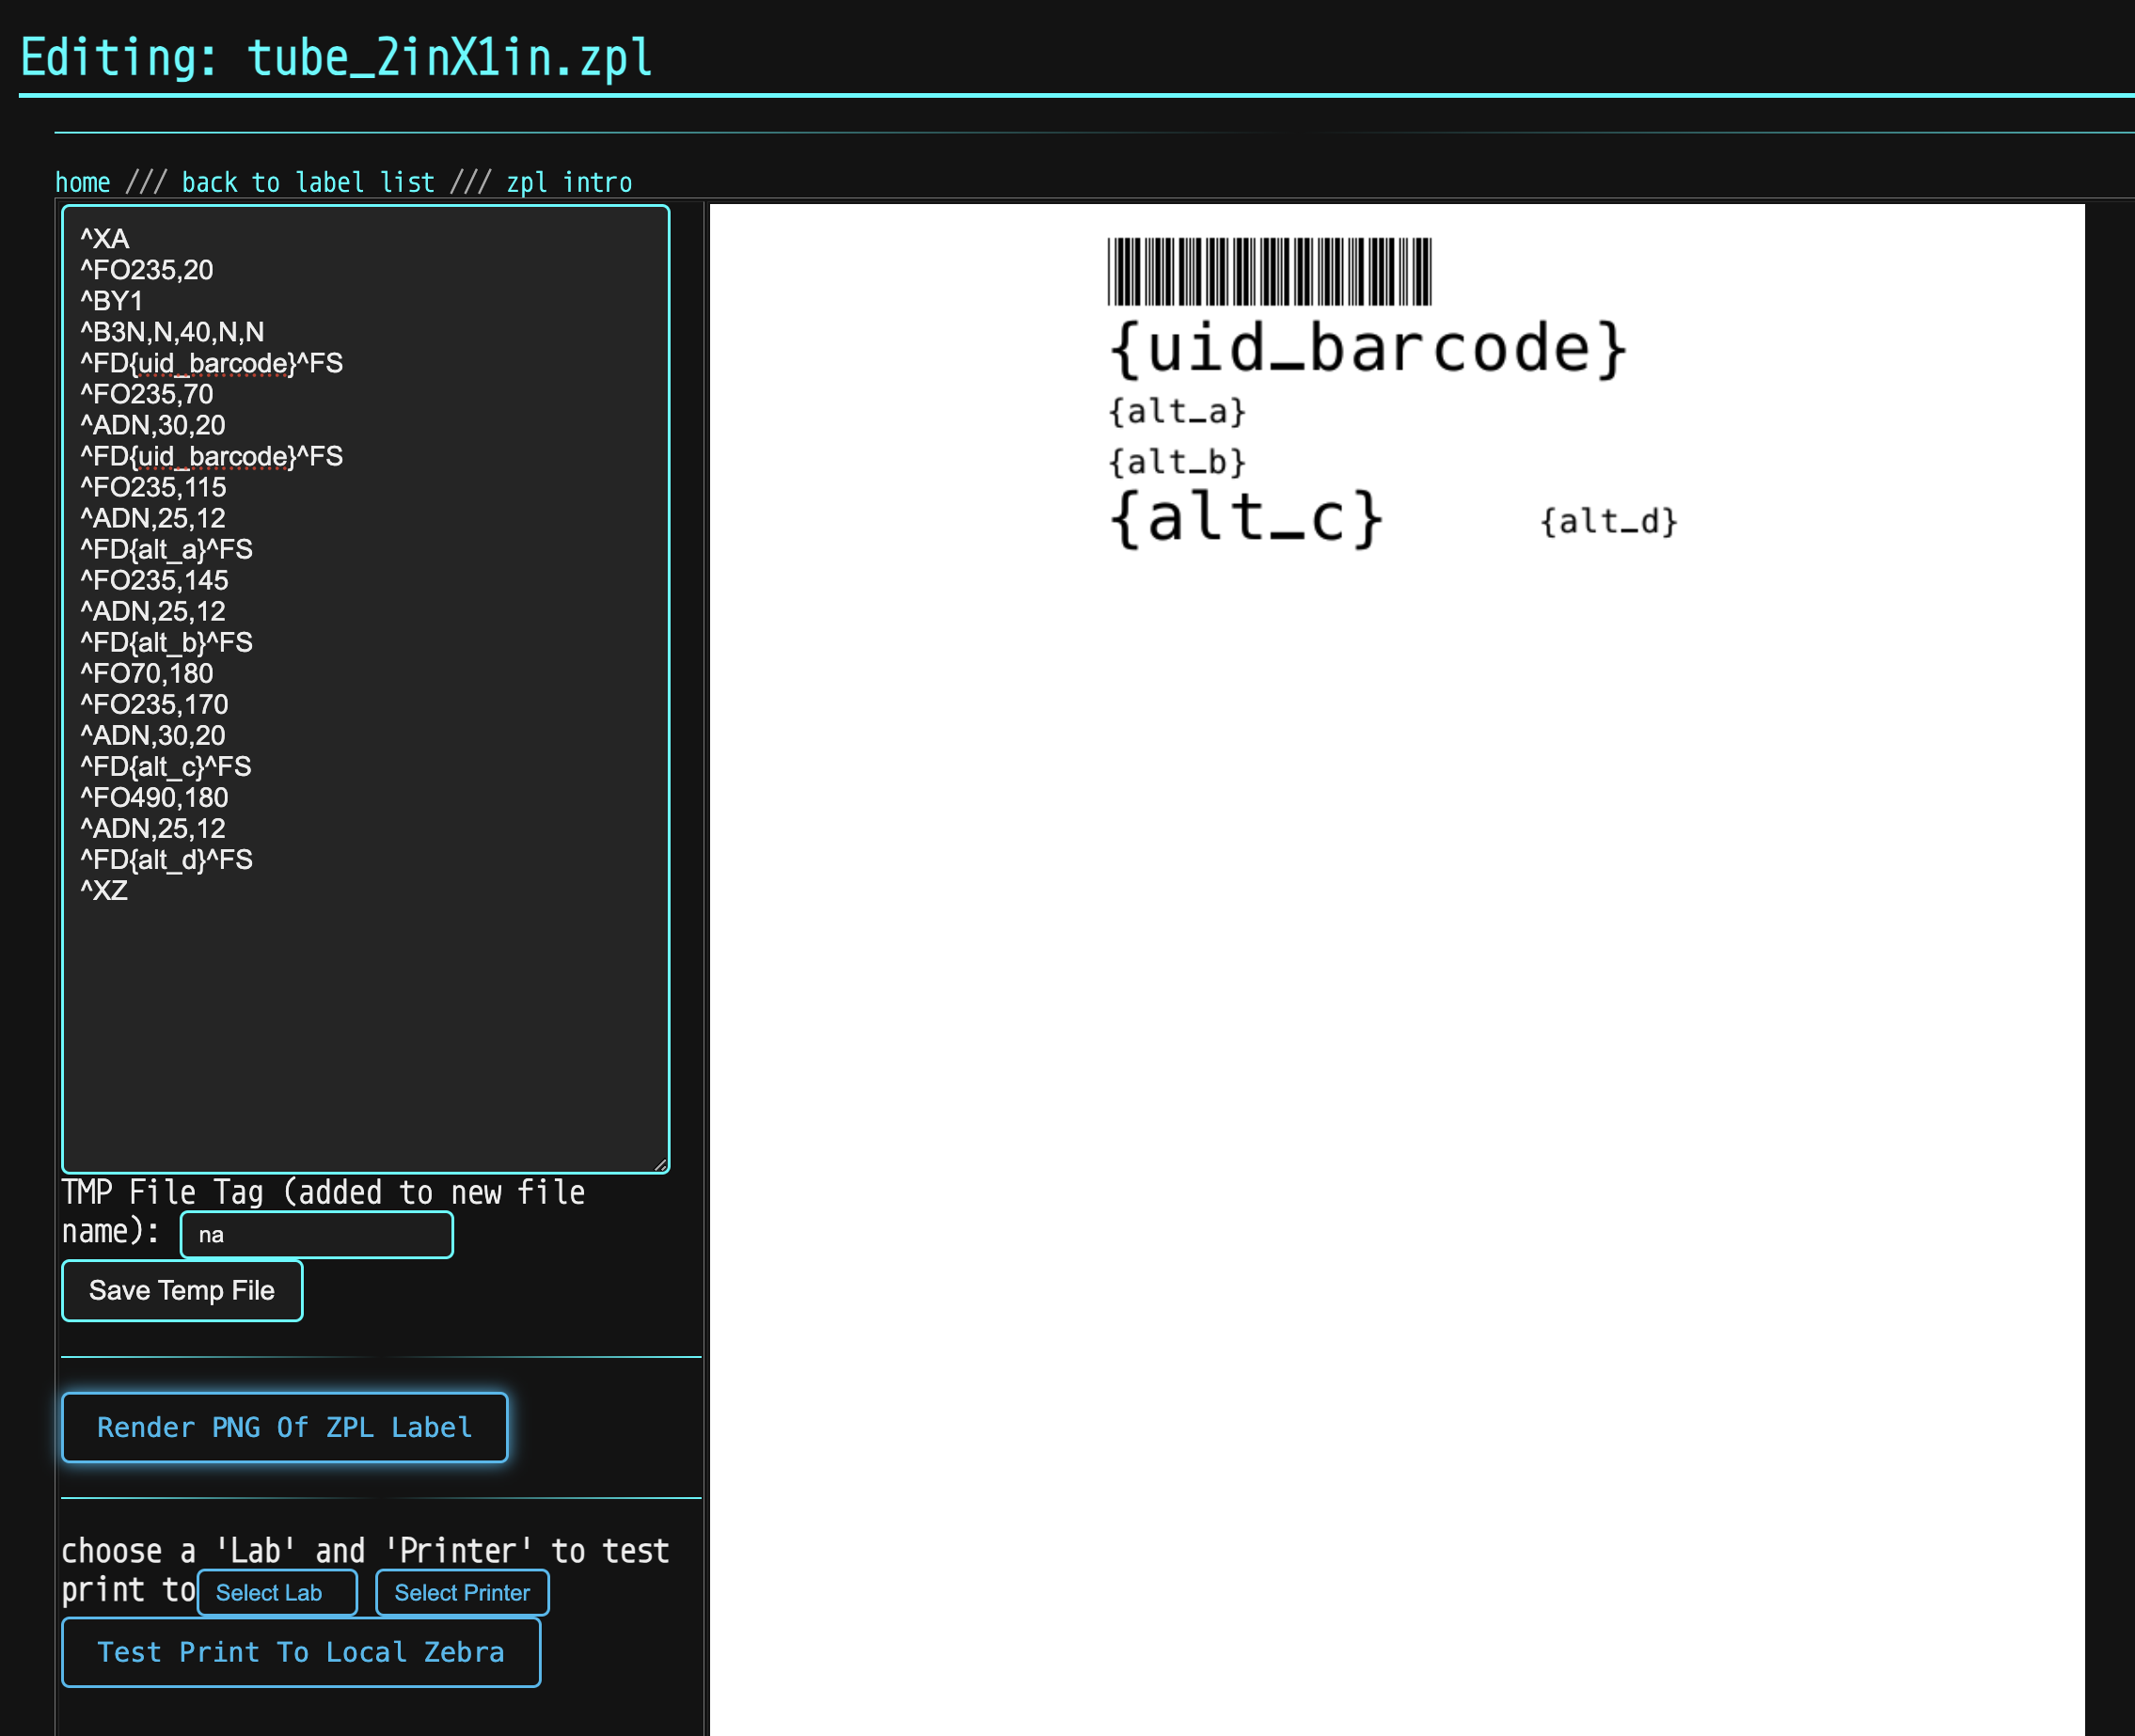 Editing: tube_2inX1in.zpl
home /// back to label list /// zpl intro
^XA
^FO235,20
^BY1
^B3N,N,40,N,N
^FD{uid_barcode}^FS
^FO235,70
^ADN,30,20
^FD{uid_barcode}^FS
^FO235,115
^ADN,25,12
^FD{alt_a}^FS
^FO235,145
^ADN,25,12
^FD{alt_b}^FS
^FO70,180
^FO235,170
^ADN,30,20
^FD{alt_c}^FS
^FO490,180
^ADN,25,12
^FD{alt_d}^FS
^XZ
TMP File Tag (added to new file
name): na
Save Temp File
Render PNG Of ZPL Label
choose a 'Lab' and 'Printer' to test
print to Select Lab Select Printer
Test Print To Local Zebra
{uid_barcode}
{alt_a}
{alt_b}
{alt_c} {alt_d}